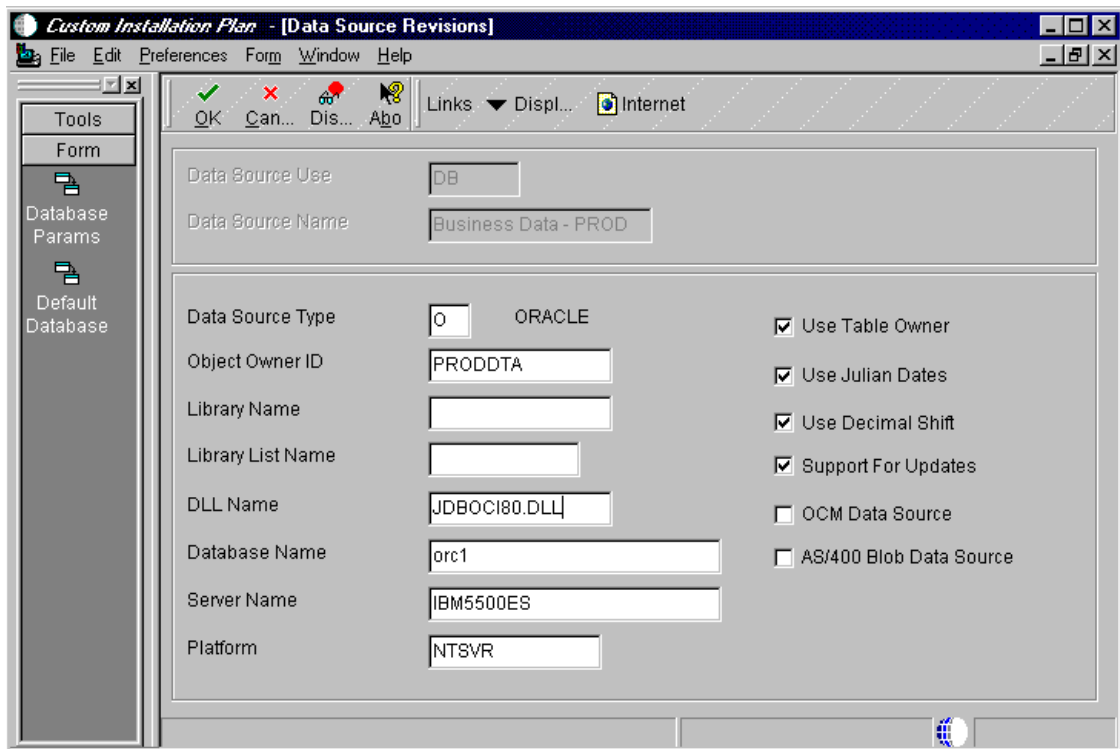 Custom Installation Plan - [Data Source Revisions]
File Edit Preferences Form Window Help
Tools
Form
Database Params
Default Database
OK Can... Dis... Abo Links Displ... Internet
Data Source Use DB
Data Source Name Business Data - PROD
Data Source Type O ORACLE
Object Owner ID PRODDTA
Library Name
Library List Name
DLL Name JDBOCI80.DLL
Database Name orc1
Server Name IBM5500ES
Platform NTSVR
Use Table Owner
Use Julian Dates
Use Decimal Shift
Support For Updates
OCM Data Source
AS/400 Blob Data Source